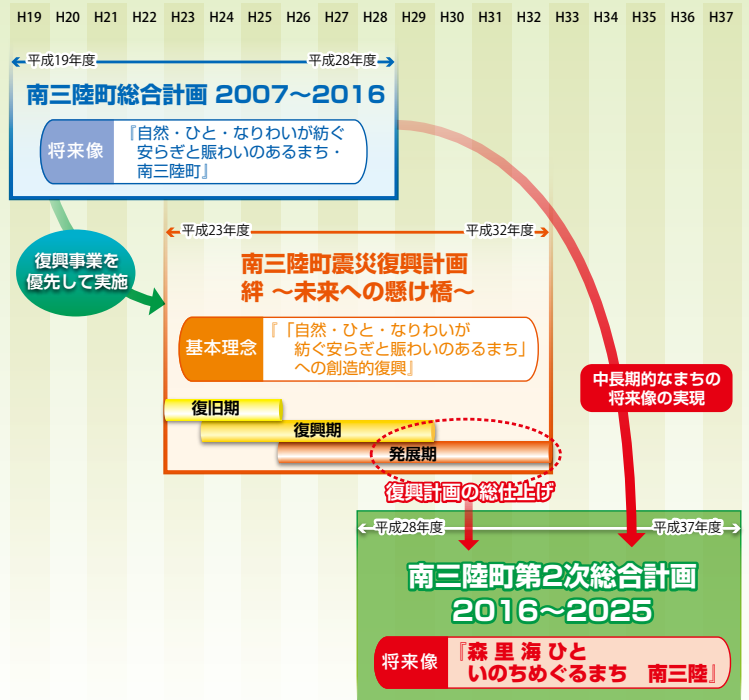 H19 H20 H21 H22 H23 H24 H25 H26 H27 H28 H29 H30 H31 H32 H33 H34 H35 H36 H37
平成19年度 平成28年度
南三陸町総合計画 2007～2016
将来像
『自然・ひと・なりわいが紡ぐ
安らぎと賑わいのあるまち・
南三陸町』
復興事業を
優先して実施
平成23年度 平成32年度
南三陸町震災復興計画
絆 ～未来への懸け橋～
基本理念
『「自然・ひと・なりわいが
紡ぐ安らぎと賑わいのあるまち」
への創造的復興』
中長期的なまちの
将来像の実現
復旧期
復興期
発展期
復興計画の総仕上げ
平成28年度 平成37年度
南三陸町第2次総合計画
2016～2025
将来像
『森 里 海 ひと
いのちめぐるまち 南三陸』